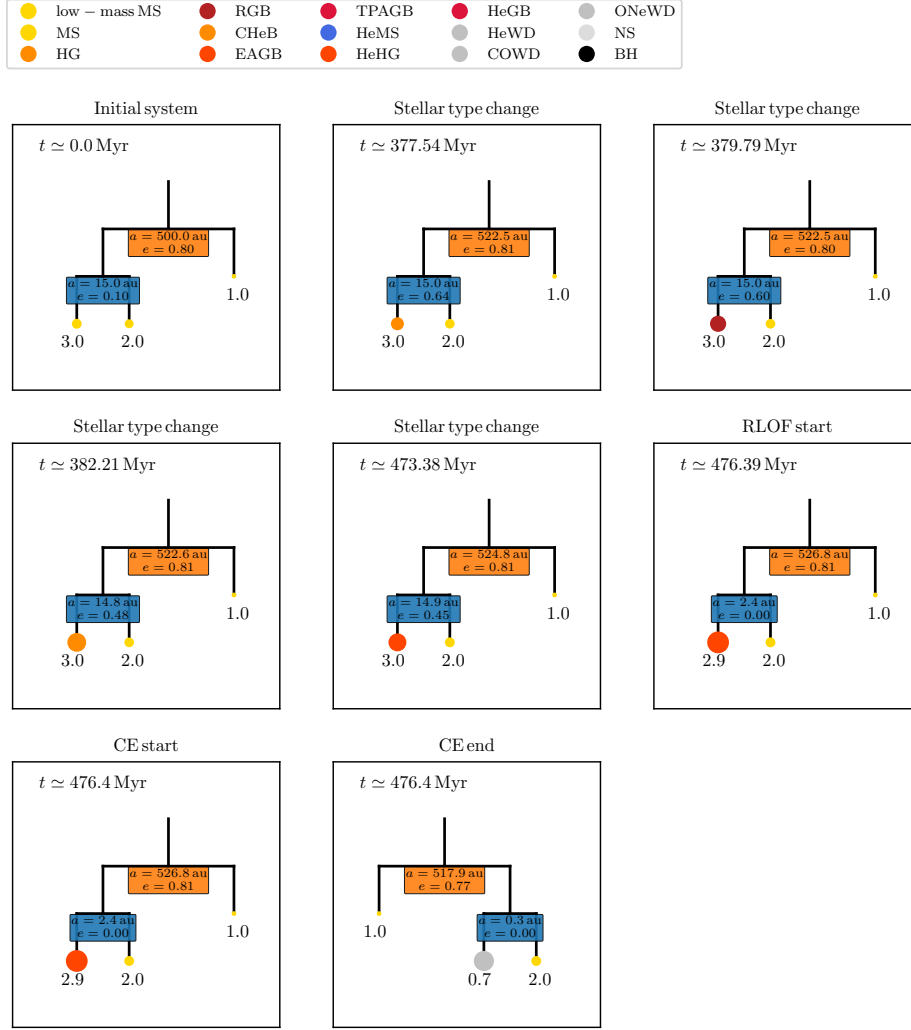 low − mass MS RGB TPAGB HeGB ONeWD
MS CHeB HeMS HeWD NS
HG EAGB HeHG COWD BH
Initial system Stellar type change Stellar type change
t ≃ 0.0 Myr t ≃ 377.54 Myr t ≃ 379.79 Myr
a = 500.0 au a = 522.5 au a = 522.5 au
e = 0.80 e = 0.81 e = 0.80
a = 15.0 au a = 15.0 au a = 15.0 au
e = 0.10 1.0 e = 0.64 1.0 e = 0.60 1.0
3.0 2.0 3.0 2.0 3.0 2.0
Stellar type change Stellar type change RLOF start
t ≃ 382.21 Myr t ≃ 473.38 Myr t ≃ 476.39 Myr
a = 522.6 au a = 524.8 au a = 526.8 au
e = 0.81 e = 0.81 e = 0.81
a = 14.8 au a = 14.9 au a = 2.4 au
e = 0.48 1.0 e = 0.45 1.0 e = 0.00 1.0
3.0 2.0 3.0 2.0 2.9 2.0
CE start CE end
t ≃ 476.4 Myr t ≃ 476.4 Myr
a = 526.8 au a = 517.9 au
e = 0.81 e = 0.77
a = 2.4 au a = 0.3 au
e = 0.00 1.0 1.0 e = 0.00
2.9 2.0 0.7 2.0